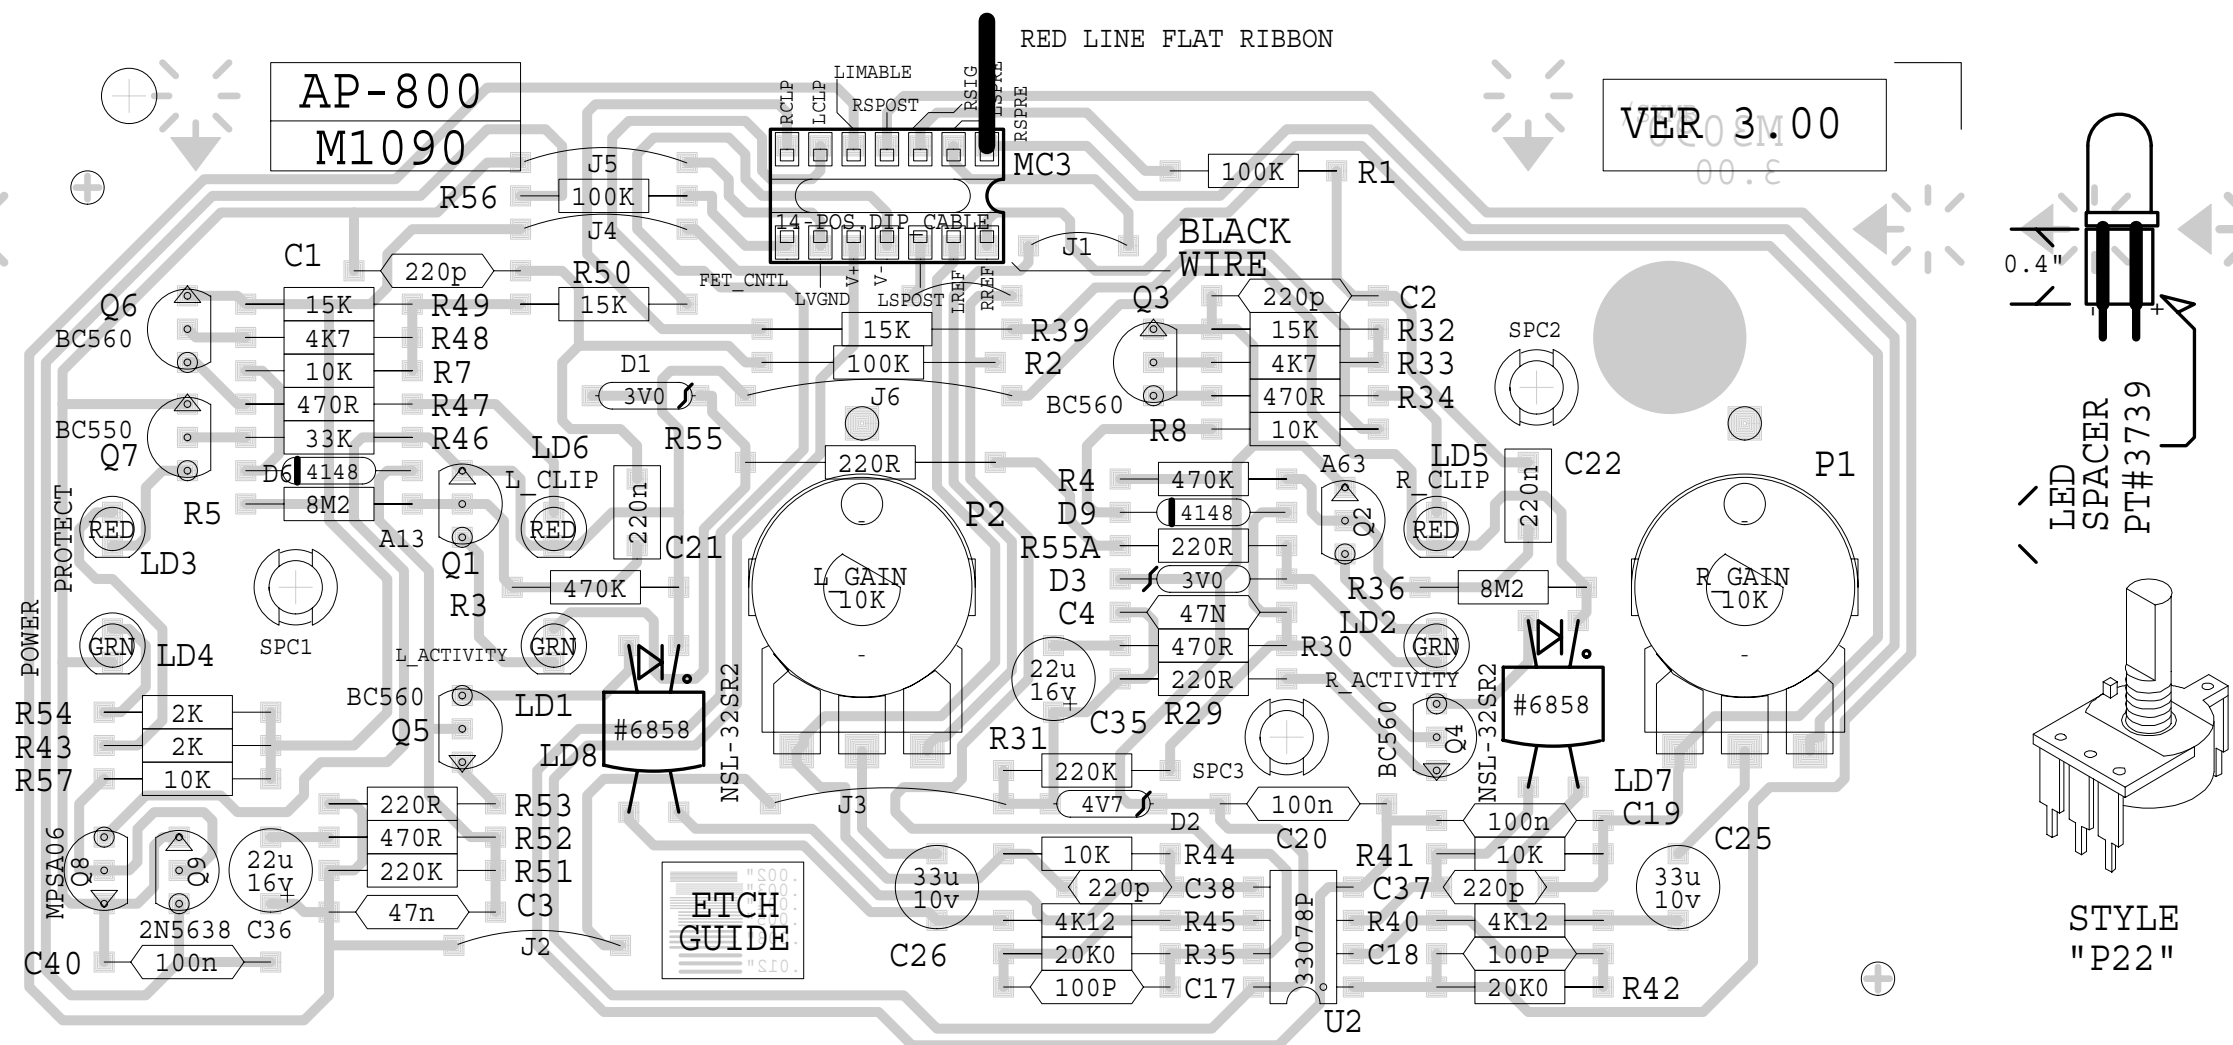 RED LINE FLAT RIBBON
AP-800
M1090
RCLP
LCLP
LIMABLE
RSPOST
RSIG
LSPRE
RSPRE
VER 3.00
M3090
3.00
J5
MC3
R56
100K
100K
R1
14-POS.DIP_CABLE
J4
BLACK
WIRE
J1
C1
220p
R50
FET_CNTL
LVGND
V+
V-
LSPOST
LREF
RREF
0.4"
- +
Q6
BC560
15K
R49
15K
Q3
220p
C2
4K7
R48
15K
R39
15K
R32
SPC2
10K
R7
D1
100K
R2
4K7
R33
470R
R47
3V0
J6
BC560
470R
R34
BC550
Q7
33K
R46
R55
R8
10K
LED
SPACER
PT#3739
D6
4148
LD6
L_CLIP
220R
A63
LD5
R_CLIP
C22
P1
R5
8M2
RED
220n
P2
R4
470K
D9
4148
Q2
RED
220n
PROTECT
RED
LD3
A13
Q1
C21
R55A
220R
R3
470K
L_GAIN
10K
D3
3V0
R36
8M2
R_GAIN
10K
C4
47N
LD2
POWER
GRN
LD4
SPC1
L_ACTIVITY
GRN
470R
R30
GRN
22u
16v
+
220R
R29
R_ACTIVITY
BC560
LD1
Q5
#6858
LD8
NSL-32SR2
C35
BC560
Q4
NSL-32SR2
#6858
LD7
R54
2K
R43
2K
R57
10K
R31
220K
SPC3
J3
4V7
D2
100n
C20
100n
C19
220R
R53
470R
R52
220K
R51
MPSA06
Q8
Q9
22u
16v
+
10K
R44
R41
10K
C25
33u
10v
220p
C38
C37
220p
33u
10v
47n
C3
ETCH
GUIDE
.002"
.012"
4K12
R45
33078P
R40
4K12
2N5638
C36
J2
C26
20K0
R35
C18
100P
C40
100n
100P
C17
20K0
R42
U2
STYLE
"P22"